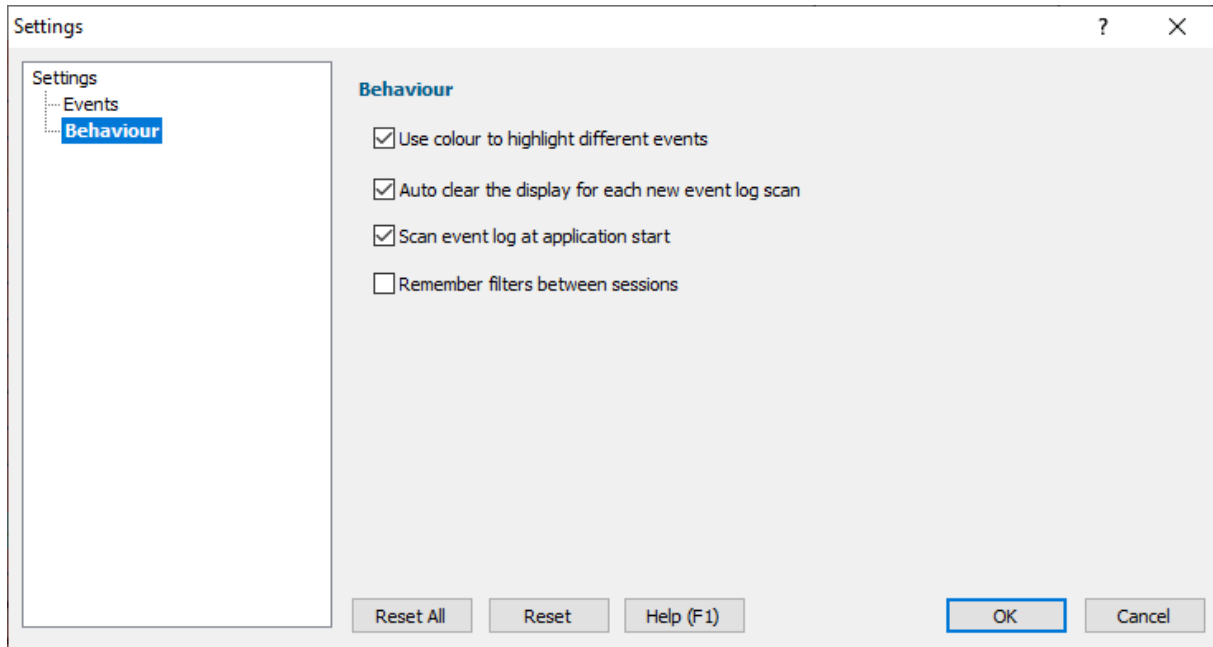 Settings
?
Settings
Events
Behaviour
Behaviour
Use colour to highlight different events
Auto clear the display for each new event log scan
Scan event log at application start
Remember filters between sessions
Reset All Reset Help (F1) OK Cancel